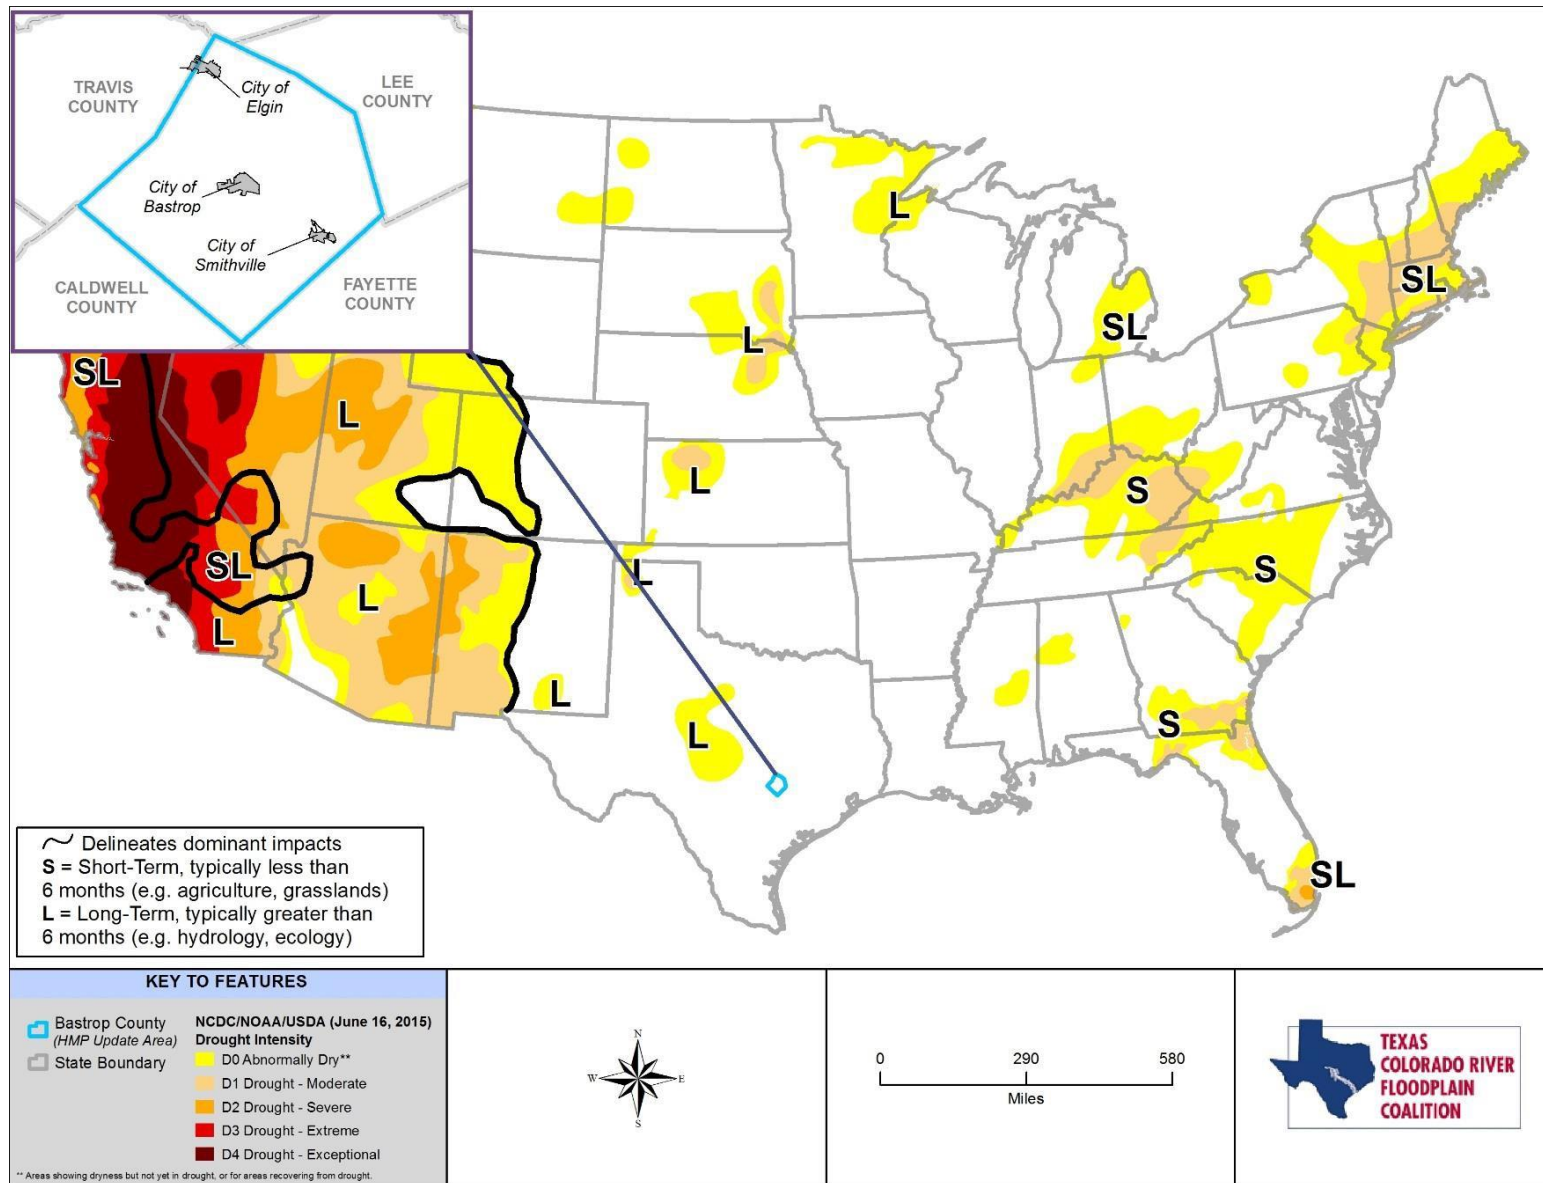 TRAVIS
COUNTY
City of
Elgin
LEE
COUNTY
City of
Bastrop
City of
Smithville
CALDWELL
COUNTY
FAYETTE
COUNTY
L
SL
SL
L
SL
L
L
S
SL
L
L
S
L
L
L
S
L
SL
Delineates dominant impacts
S = Short-Term, typically less than
6 months (e.g. agriculture, grasslands)
L = Long-Term, typically greater than
6 months (e.g. hydrology, ecology)
KEY TO FEATURES
Bastrop County
(HMP Update Area)
State Boundary
NCDC/NOAA/USDA (June 16, 2015)
Drought Intensity
D0 Abnormally Dry**
D1 Drought - Moderate
D2 Drought - Severe
D3 Drought - Extreme
D4 Drought - Exceptional
** Areas showing dryness but not yet in drought, or for areas recovering from drought.
N
W E
S
0 290 580
Miles
TEXAS
COLORADO RIVER
FLOODPLAIN
COALITION